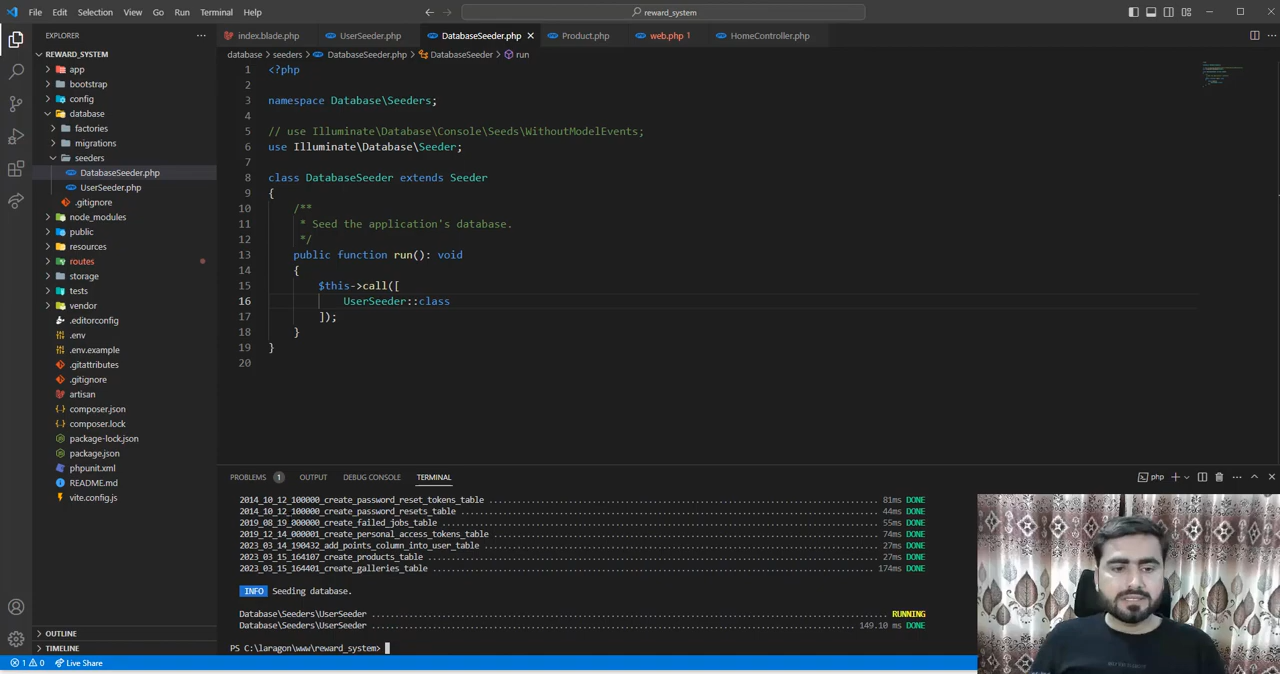 File Edit Selection View Go Run Terminal Help
reward_system
EXPLORER
REWARD_SYSTEM
app
bootstrap
config
database
factories
migrations
seeders
DatabaseSeeder.php
UserSeeder.php
.gitignore
node_modules
public
resources
routes
storage
tests
vendor
.editorconfig
.env
.env.example
.gitattributes
.gitignore
artisan
composer.json
composer.lock
package-lock.json
package.json
phpunit.xml
README.md
vite.config.js
OUTLINE
TIMELINE
index.blade.php UserSeeder.php DatabaseSeeder.php Product.php web.php 1 HomeController.php
database > seeders > DatabaseSeeder.php > DatabaseSeeder > run
1 <?php
2
3 namespace Database\Seeders;
4
5 // use Illuminate\Database\Console\Seeds\WithoutModelEvents;
6 use Illuminate\Database\Seeder;
7
8 class DatabaseSeeder extends Seeder
9 {
10 /**
11 * Seed the application's database.
12 */
13 public function run(): void
14 {
15 $this->call([
16 UserSeeder::class
17 ]);
18 }
19 }
20
PROBLEMS 1 OUTPUT DEBUG CONSOLE TERMINAL
php
2014_10_12_100000_create_password_reset_tokens_table 81ms DONE
2014_10_12_100000_create_password_resets_table 44ms DONE
2019_08_19_000000_create_failed_jobs_table 55ms DONE
2019_12_14_000001_create_personal_access_tokens_table 74ms DONE
2023_03_14_190432_add_points_column_into_user_table 27ms DONE
2023_03_15_164107_create_products_table 27ms DONE
2023_03_15_164401_create_galleries_table 174ms DONE
INFO Seeding database.
Database\Seeders\UserSeeder RUNNING
Database\Seeders\UserSeeder 149.10 ms DONE
PS C:\laragon\www\reward_system>
1 0 Live Share